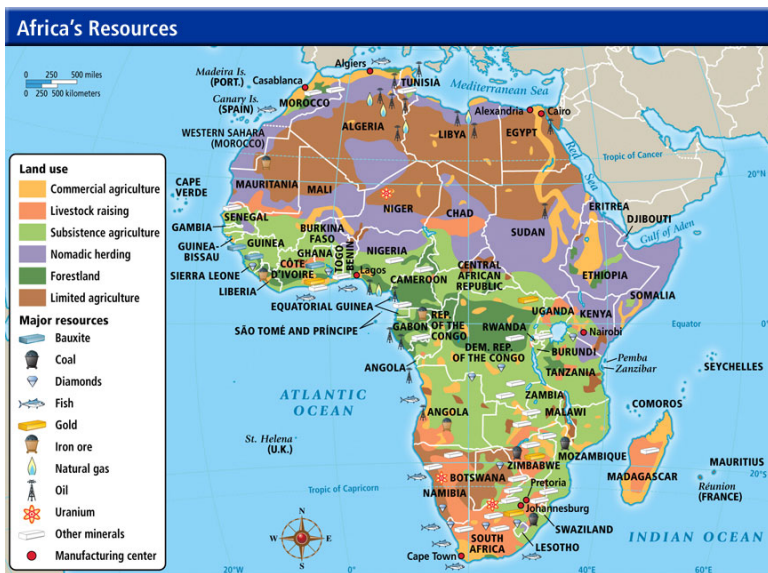 Africa's Resources
0 250 500 miles
0 250 500 kilometers
Madeira Is.
(PORT.)
Algiers
Casablanca
TUNISIA
Mediterranean Sea
Canary Is.
(SPAIN)
MOROCCO
Alexandria
Cairo
WESTERN SAHARA
(MOROCCO)
ALGERIA
LIBYA
EGYPT
Red Sea
Tropic of Cancer
Land use
Commercial agriculture
Livestock raising
Subsistence agriculture
Nomadic herding
Forestland
Limited agriculture
Major resources
Bauxite
Coal
Diamonds
Fish
Gold
Iron ore
Natural gas
Oil
Uranium
Other minerals
Manufacturing center
CAPE
VERDE
MAURITANIA
MALI
NIGER
CHAD
SUDAN
ERITREA
20°N
DJIBOUTI
Gulf of Aden
SENEGAL
GAMBIA
GUINEA-
BISSAU
GUINEA
BURKINA
FASO
SIERRA LEONE
LIBERIA
CÔTE
D'IVOIRE
GHANA
TOGO
BENIN
NIGERIA
Lagos
CAMEROON
CENTRAL
AFRICAN
REPUBLIC
ETHIOPIA
SOMALIA
EQUATORIAL GUINEA
SÃO TOMÉ AND PRÍNCIPE
GABON
REP.
OF THE
CONGO
DEM. REP.
OF THE CONGO
UGANDA
KENYA
RWANDA
Nairobi
BURUNDI
Equator
0°
TANZANIA
Pemba
Zanzibar
SEYCHELLES
ANGOLA
ATLANTIC
OCEAN
ANGOLA
ZAMBIA
MALAWI
COMOROS
St. Helena
(U.K.)
MOZAMBIQUE
ZIMBABWE
MADAGASCAR
MAURITIUS
Réunion
(FRANCE)
20°S
Tropic of Capricorn
BOTSWANA
NAMIBIA
Pretoria
Johannesburg
SWAZILAND
LESOTHO
SOUTH
AFRICA
Cape Town
INDIAN OCEAN
N
W
E
S
20°W
0°
20°E
40°E
60°E